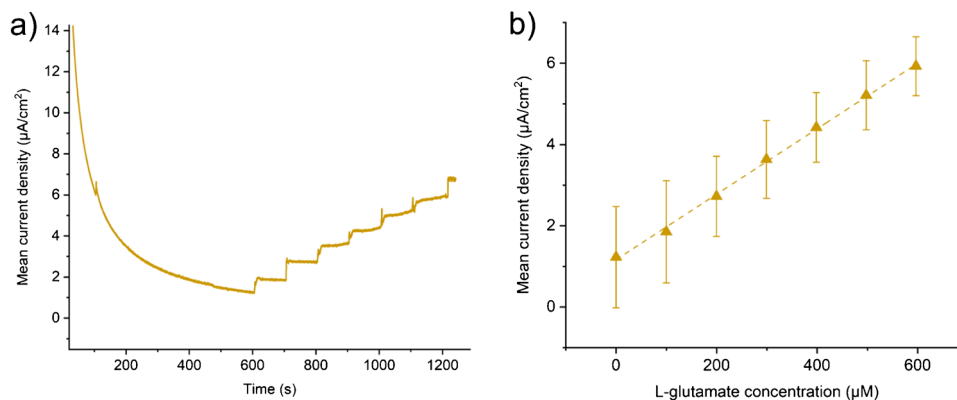 a)
14
12
10
8
6
4
2
0
Mean current density (µA/cm²)
200 400 600 800 1000 1200
Time (s)
b)
6
4
2
0
Mean current density (µA/cm²)
0 200 400 600
L-glutamate concentration (µM)